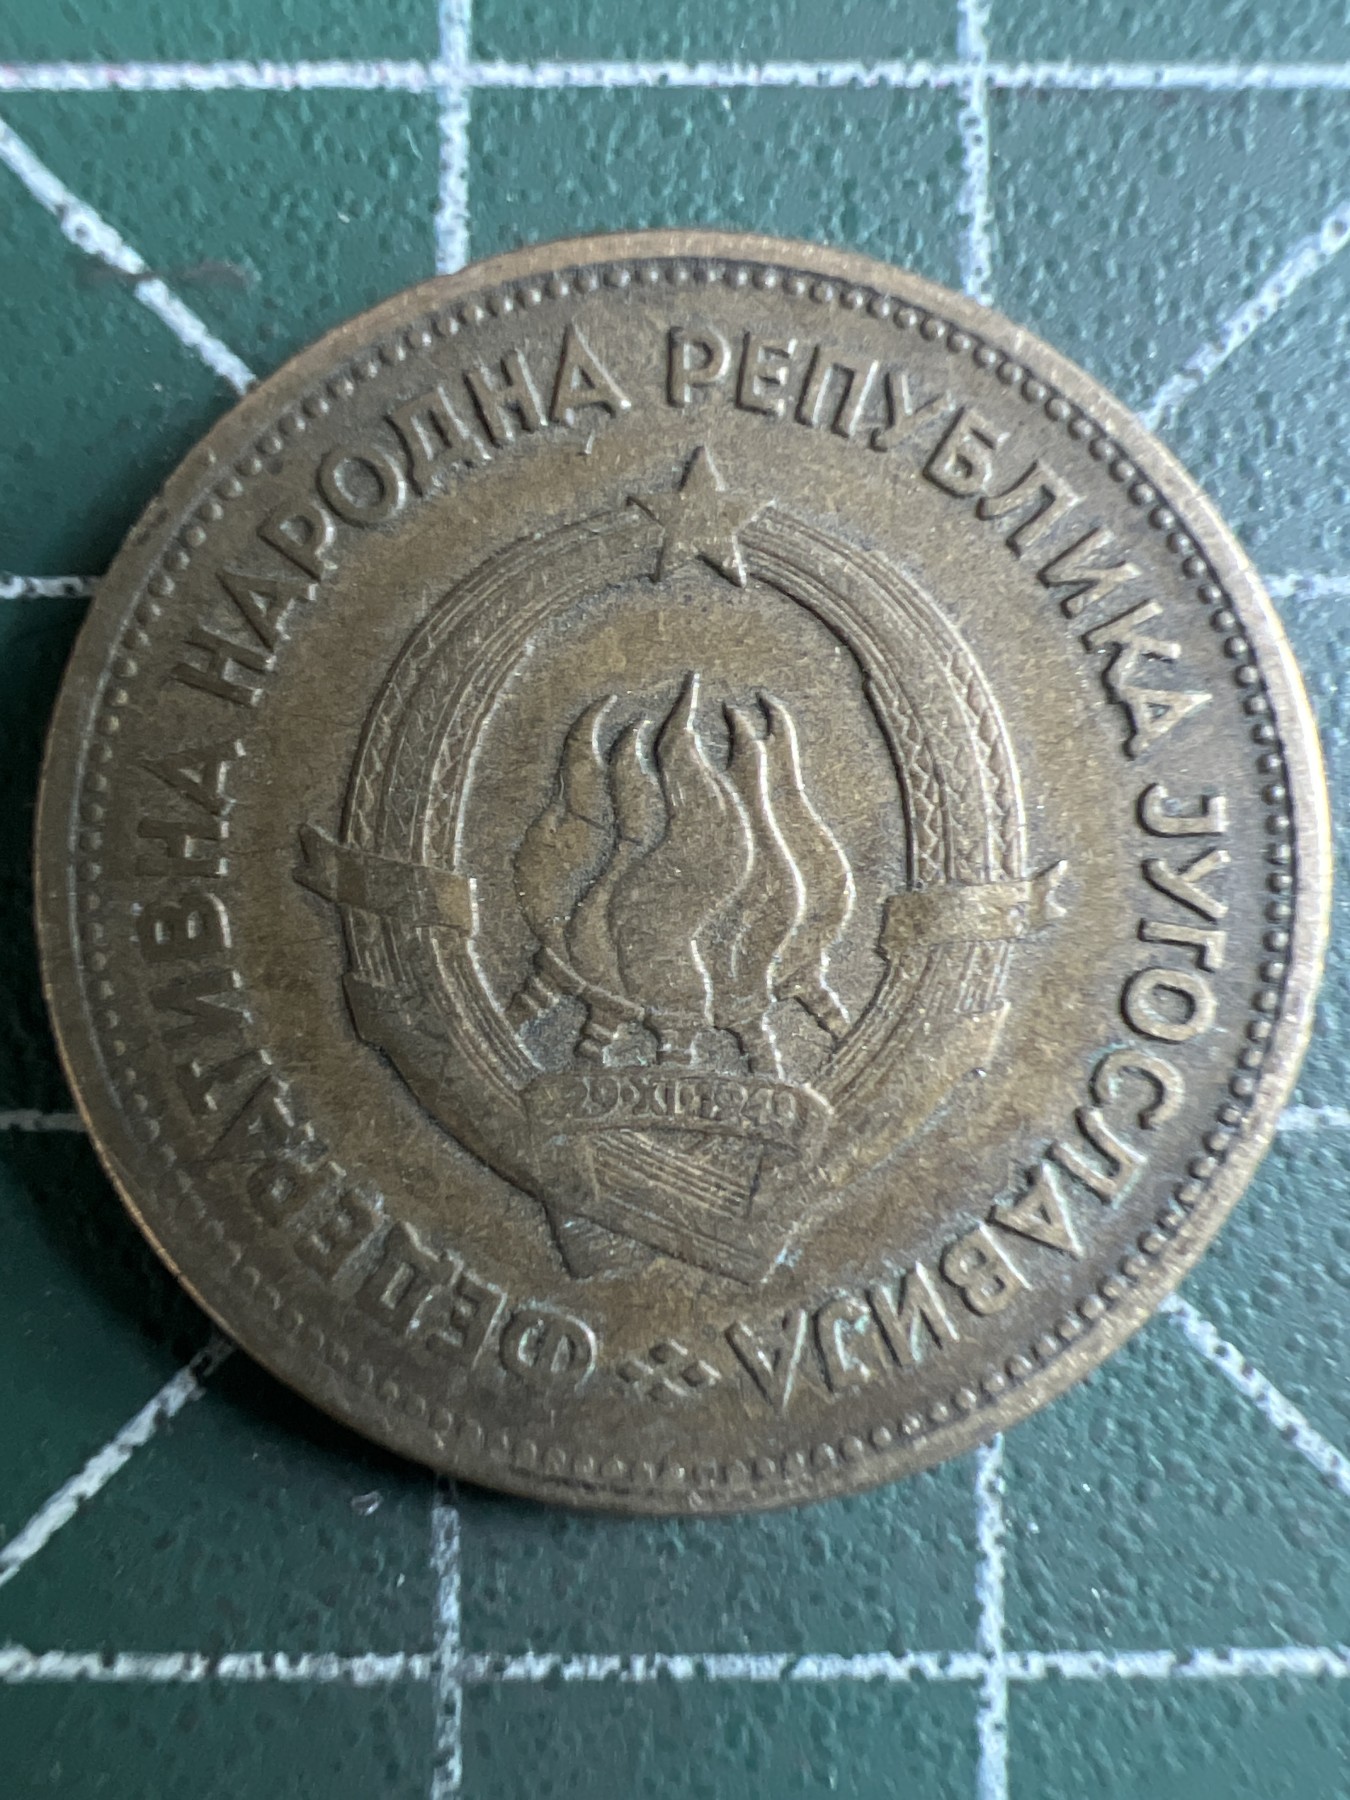 ФЕДЕРАТИВНА НАРОДНА РЕПУБЛИКА ЈУГОСЛАВИЈА
29·XI·1943